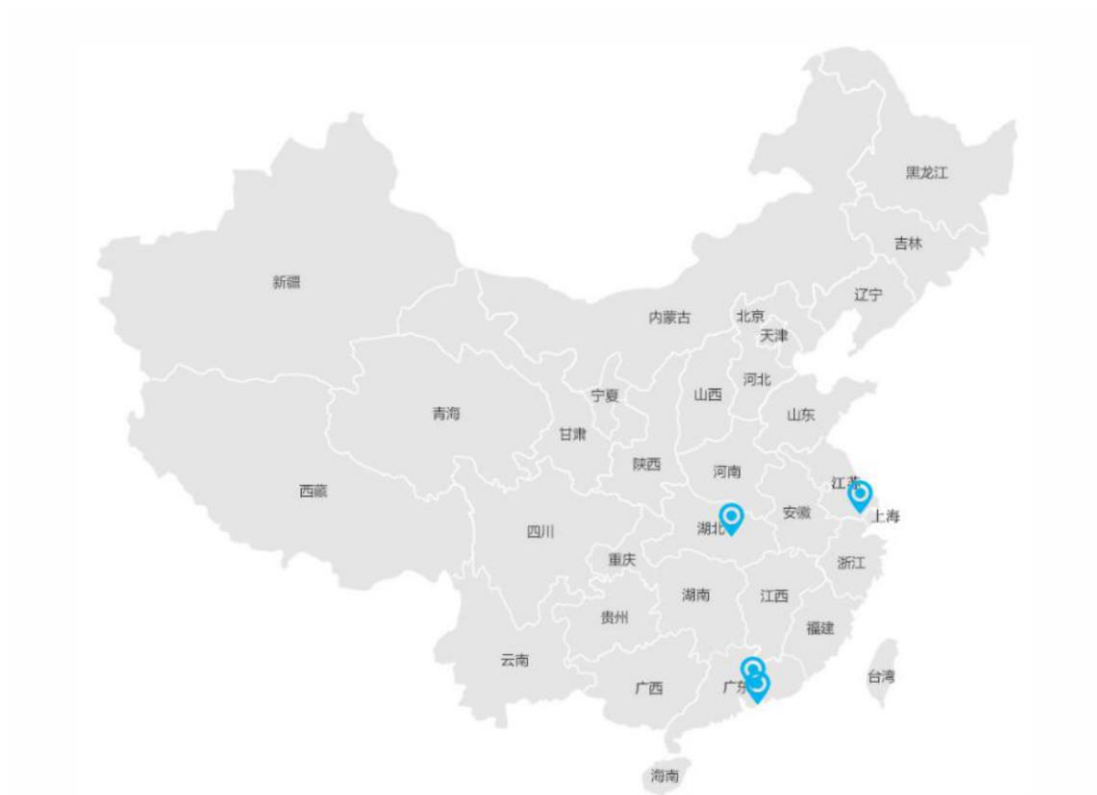 黑龙江
吉林
辽宁
新疆
内蒙古
北京
天津
河北
宁夏
山西
青海
山东
甘肃
陕西
河南
西藏
江苏
安徽
上海
湖北
四川
重庆
浙江
湖南
江西
贵州
福建
云南
台湾
广西
广东
海南